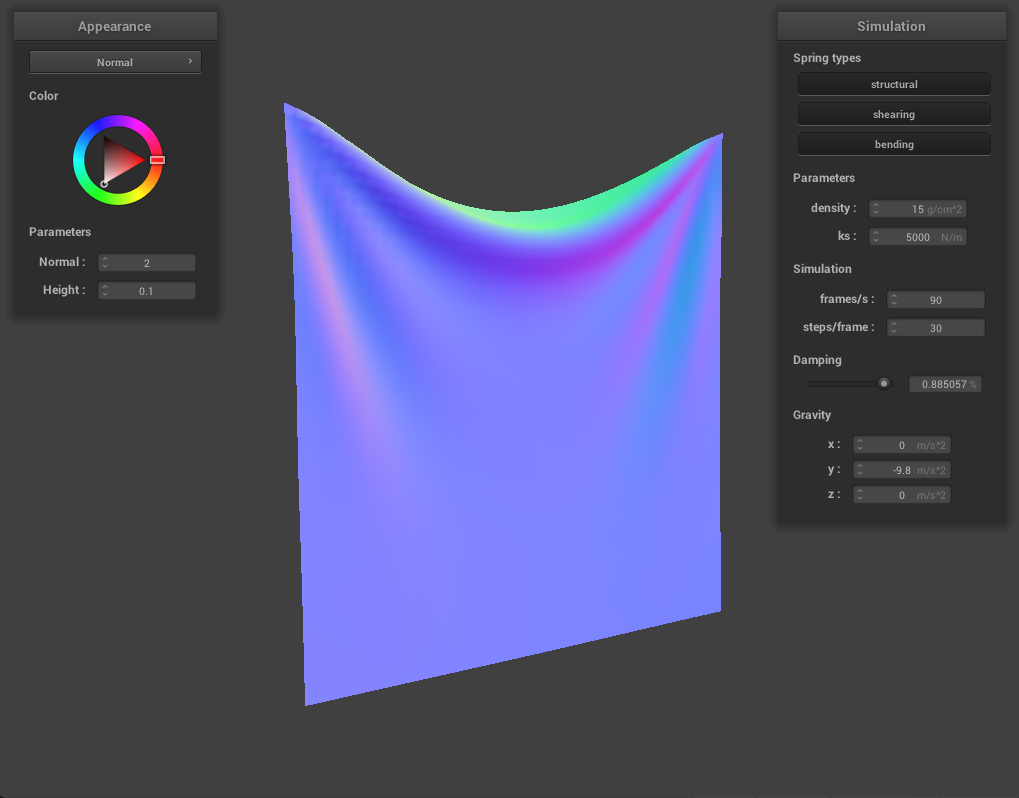 Appearance
Normal ›
Color
Parameters
Normal : 2
Height : 0.1
Simulation
Spring types
structural
shearing
bending
Parameters
density : 15 g/cm^2
ks : 5000 N/m
Simulation
frames/s : 90
steps/frame : 30
Damping
0.885057 %
Gravity
x : 0 m/s^2
y : -9.8 m/s^2
z : 0 m/s^2